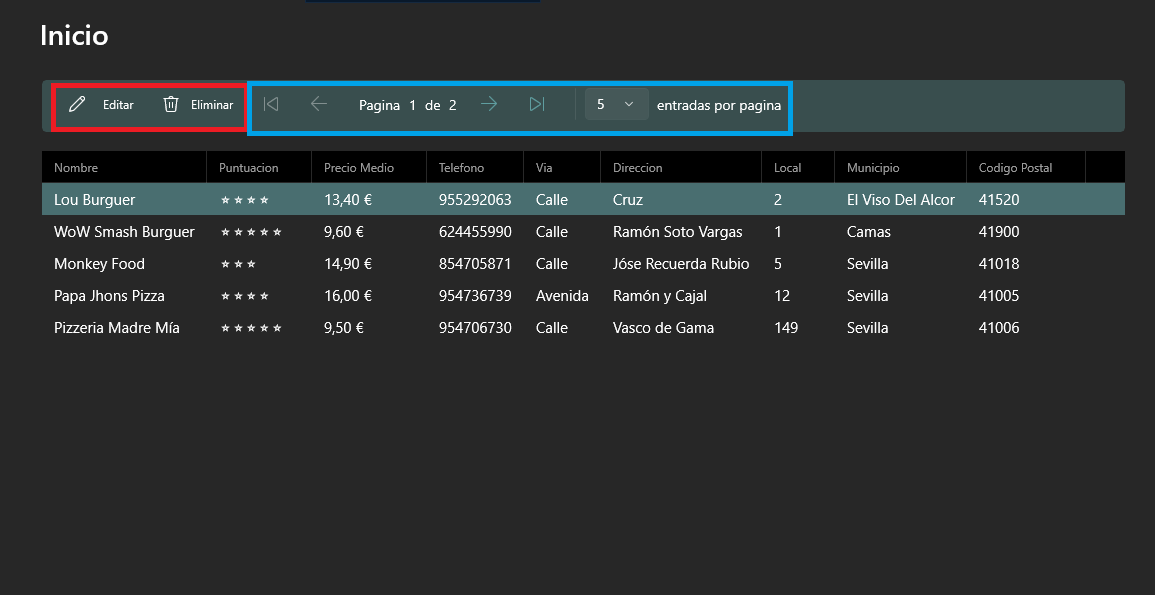 Inicio
Editar Eliminar Pagina 1 de 2 5 entradas por pagina
Nombre Puntuacion Precio Medio Telefono Via Direccion Local Municipio Codigo Postal
Lou Burguer ★ ★ ★ ★ 13,40 € 955292063 Calle Cruz 2 El Viso Del Alcor 41520
WoW Smash Burguer ★ ★ ★ ★ ★ 9,60 € 624455990 Calle Ramón Soto Vargas 1 Camas 41900
Monkey Food ★ ★ ★ 14,90 € 854705871 Calle Jóse Recuerda Rubio 5 Sevilla 41018
Papa Jhons Pizza ★ ★ ★ ★ 16,00 € 954736739 Avenida Ramón y Cajal 12 Sevilla 41005
Pizzeria Madre Mía ★ ★ ★ ★ ★ 9,50 € 954706730 Calle Vasco de Gama 149 Sevilla 41006